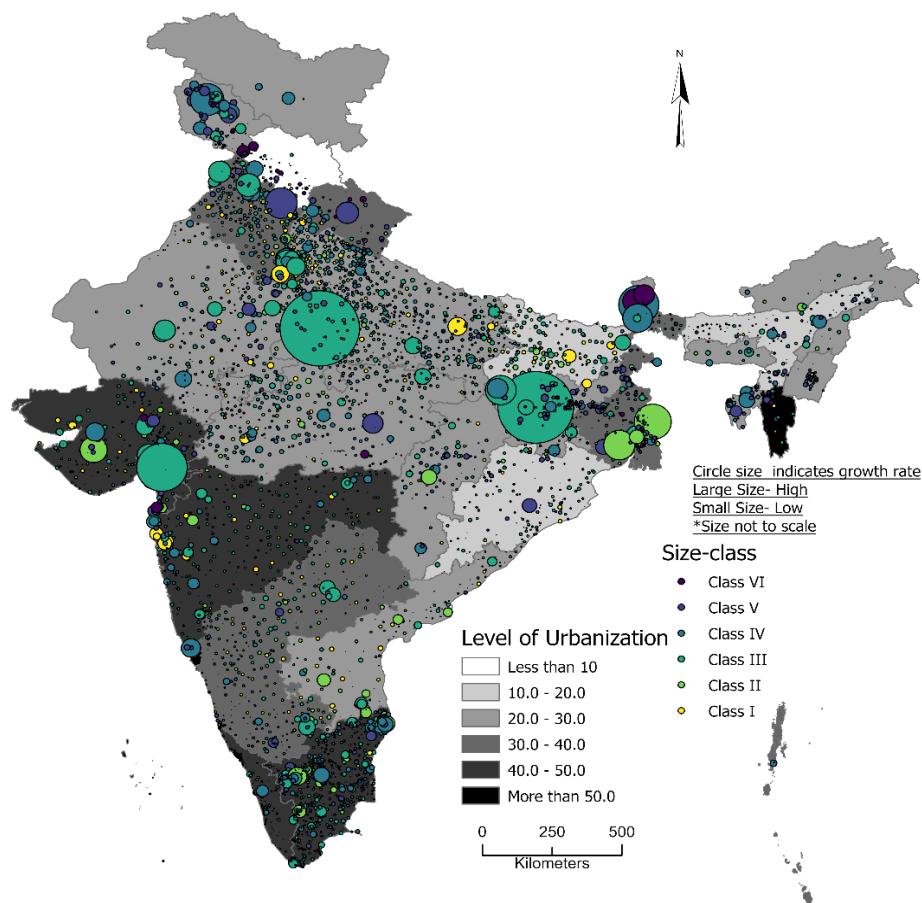 N
Circle size indicates growth rate
Large Size- High
Small Size- Low
*Size not to scale
Size-class
Class VI
Class V
Class IV
Class III
Class II
Class I
Level of Urbanization
Less than 10
10.0 - 20.0
20.0 - 30.0
30.0 - 40.0
40.0 - 50.0
More than 50.0
0 250 500
Kilometers